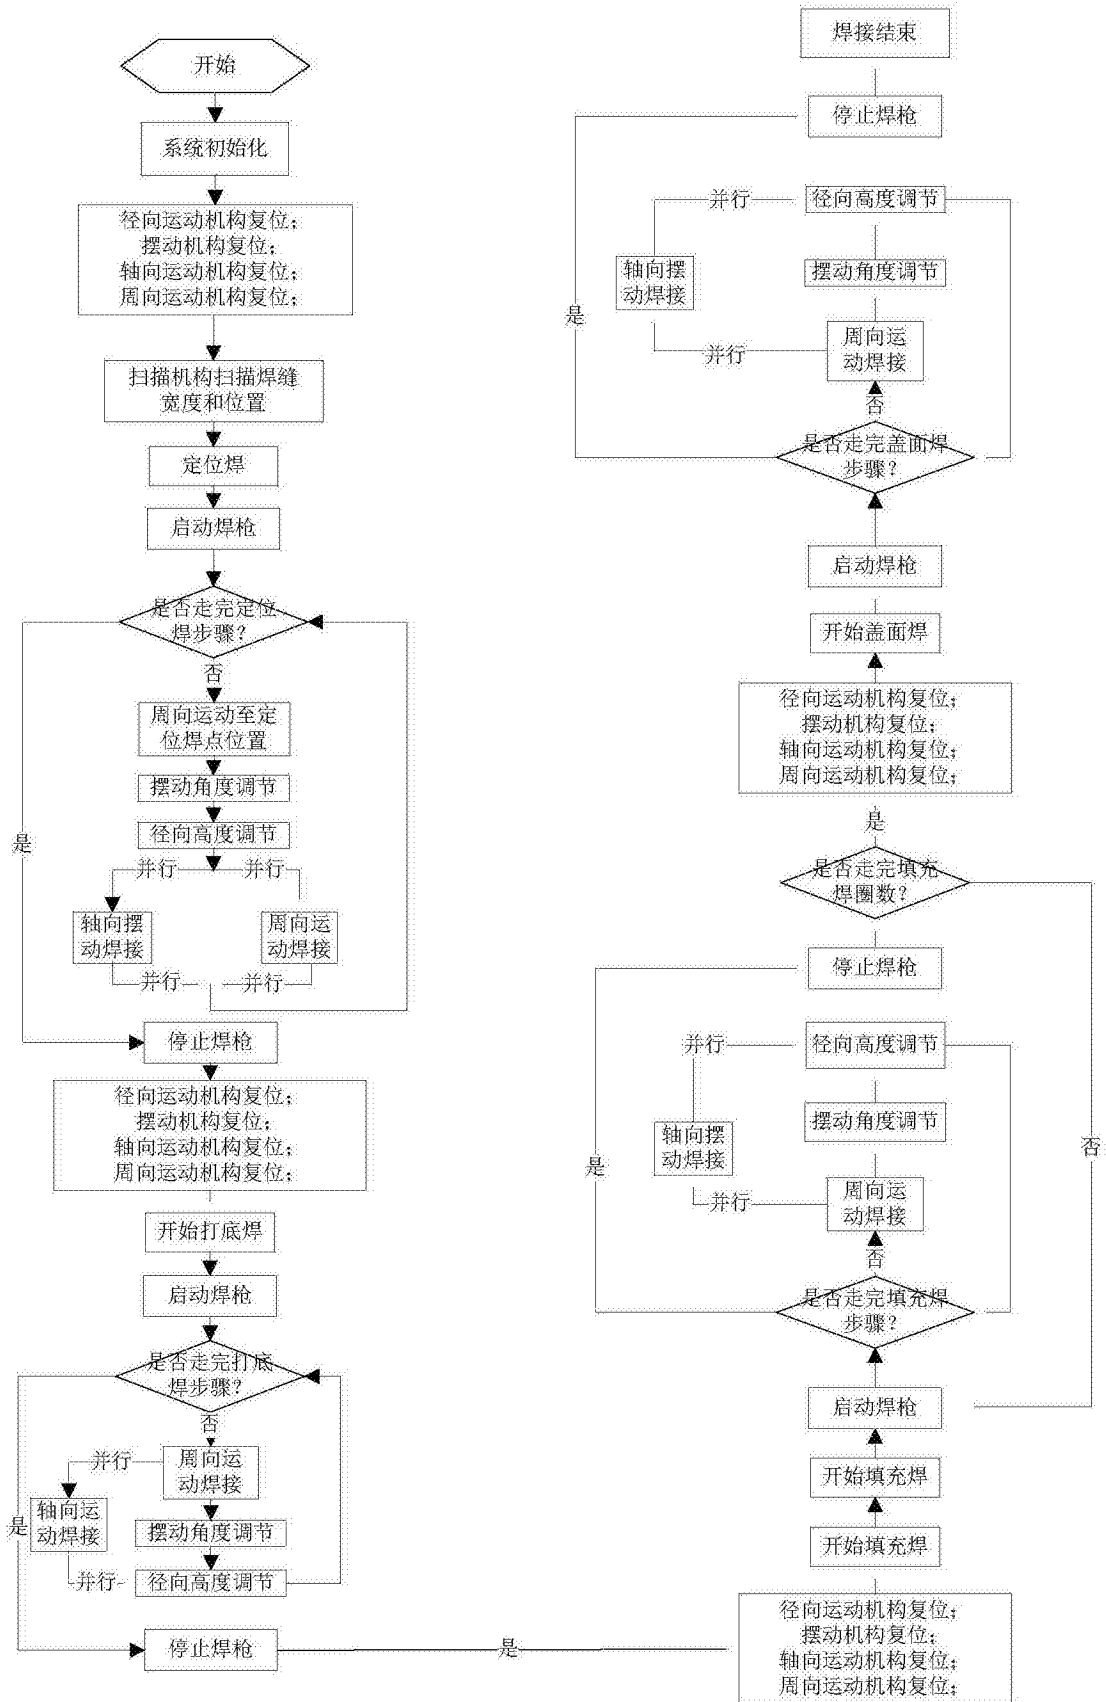 开始
系统初始化
径向运动机构复位；
摆动机构复位；
轴向运动机构复位；
周向运动机构复位；
扫描机构扫描焊缝
宽度和位置
定位焊
启动焊枪
是否走完定位
焊步骤？
否
周向运动至定
位焊点位置
摆动角度调节
径向高度调节
是
并行
并行
轴向摆
动焊接
周向运
动焊接
并行
并行
停止焊枪
径向运动机构复位；
摆动机构复位；
轴向运动机构复位；
周向运动机构复位；
开始打底焊
启动焊枪
是否走完打底
焊步骤？
否
并行
周向运
动焊接
轴向运
动焊接
是
摆动角度调节
并行
径向高度调节
停止焊枪
是
焊接结束
停止焊枪
并行
径向高度调节
轴向摆
动焊接
摆动角度调节
是
并行
周向运
动焊接
否
是否走完盖面焊
步骤？
启动焊枪
开始盖面焊
径向运动机构复位；
摆动机构复位；
轴向运动机构复位；
周向运动机构复位；
是
是否走完填充
焊圈数？
停止焊枪
并行
径向高度调节
轴向摆
动焊接
摆动角度调节
是
否
并行
周向运
动焊接
否
是否走完填充焊
步骤？
启动焊枪
开始填充焊
开始填充焊
径向运动机构复位；
摆动机构复位；
轴向运动机构复位；
周向运动机构复位；